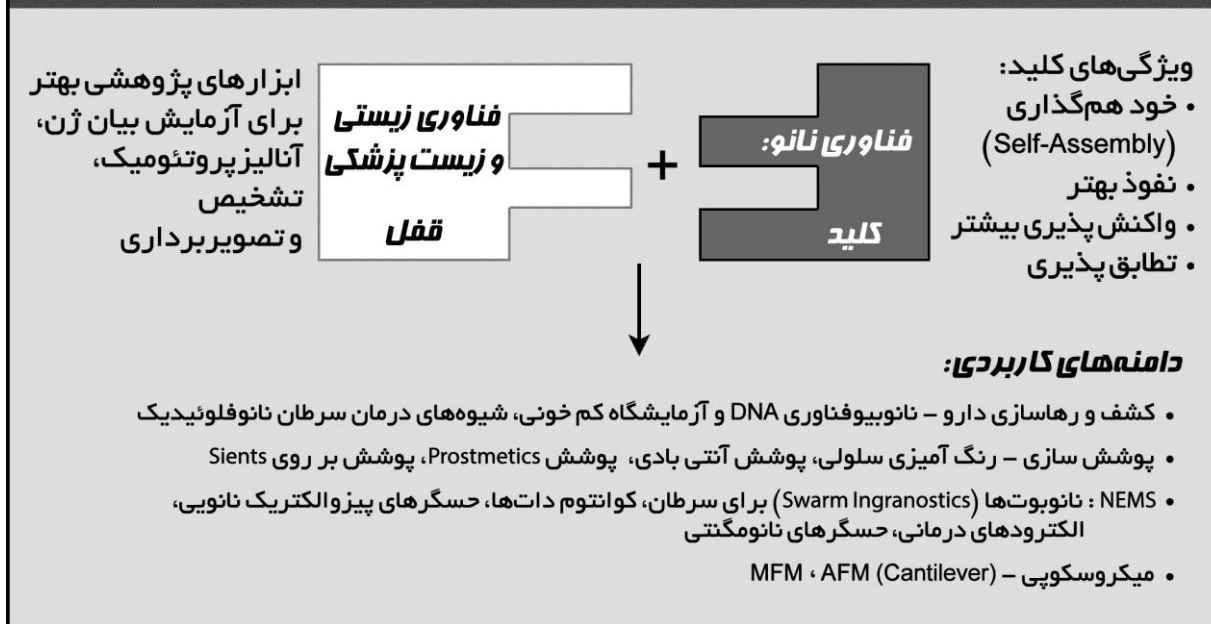 ویژگی‌های کلید:
• خود هم‌گذاری
(Self-Assembly)
• نفوذ بهتر
• واکنش پذیری بیشتر
• تطابق پذیری
فناوری نانو:
کلید
+
فناوری زیستی
و زیست پزشکی
قفل
ابزارهای پژوهشی بهتر
برای آزمایش بیان ژن،
آنالیز پروتئومیک،
تشخیص
و تصویربرداری
دامنه‌های کاربردی:
• کشف و رهاسازی دارو – نانوبیوفناوری DNA و آزمایشگاه کم خونی، شیوه‌های درمان سرطان نانوفلوئیدیک
• پوشش سازی – رنگ آمیزی سلولی، پوشش آنتی بادی، پوشش Prostmetics، پوشش بر روی Sients
• NEMS : نانوبوت‌ها (Swarm Ingranostics) برای سرطان، کوانتوم دات‌ها، حسگرهای پیزوالکتریک نانویی،
الکترودهای درمانی، حسگرهای نانومگنتی
• میکروسکوپی – MFM ، AFM (Cantilever)